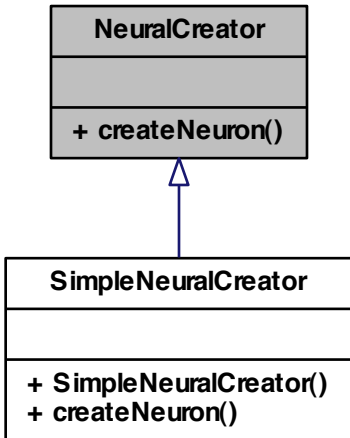 NeuralCreator
+ createNeuron()
SimpleNeuralCreator
+ SimpleNeuralCreator()
+ createNeuron()